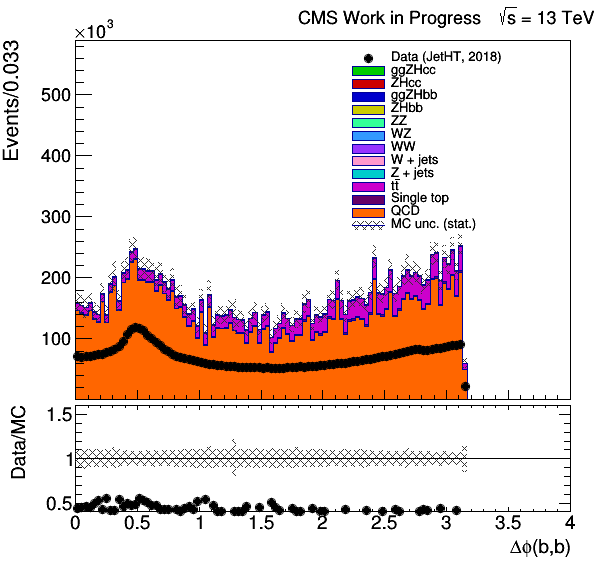 CMS Work in Progress √s = 13 TeV
×10³
Events/0.033
500
400
300
200
100
Data (JetHT, 2018)
ggZHcc
ZHcc
ggZHbb
ZHbb
ZZ
WZ
WW
W + jets
Z + jets
tt̄
Single top
QCD
MC unc. (stat.)
Data/MC
1.5
1
0.5
0 0.5 1 1.5 2 2.5 3 3.5 4
Δϕ(b,b)